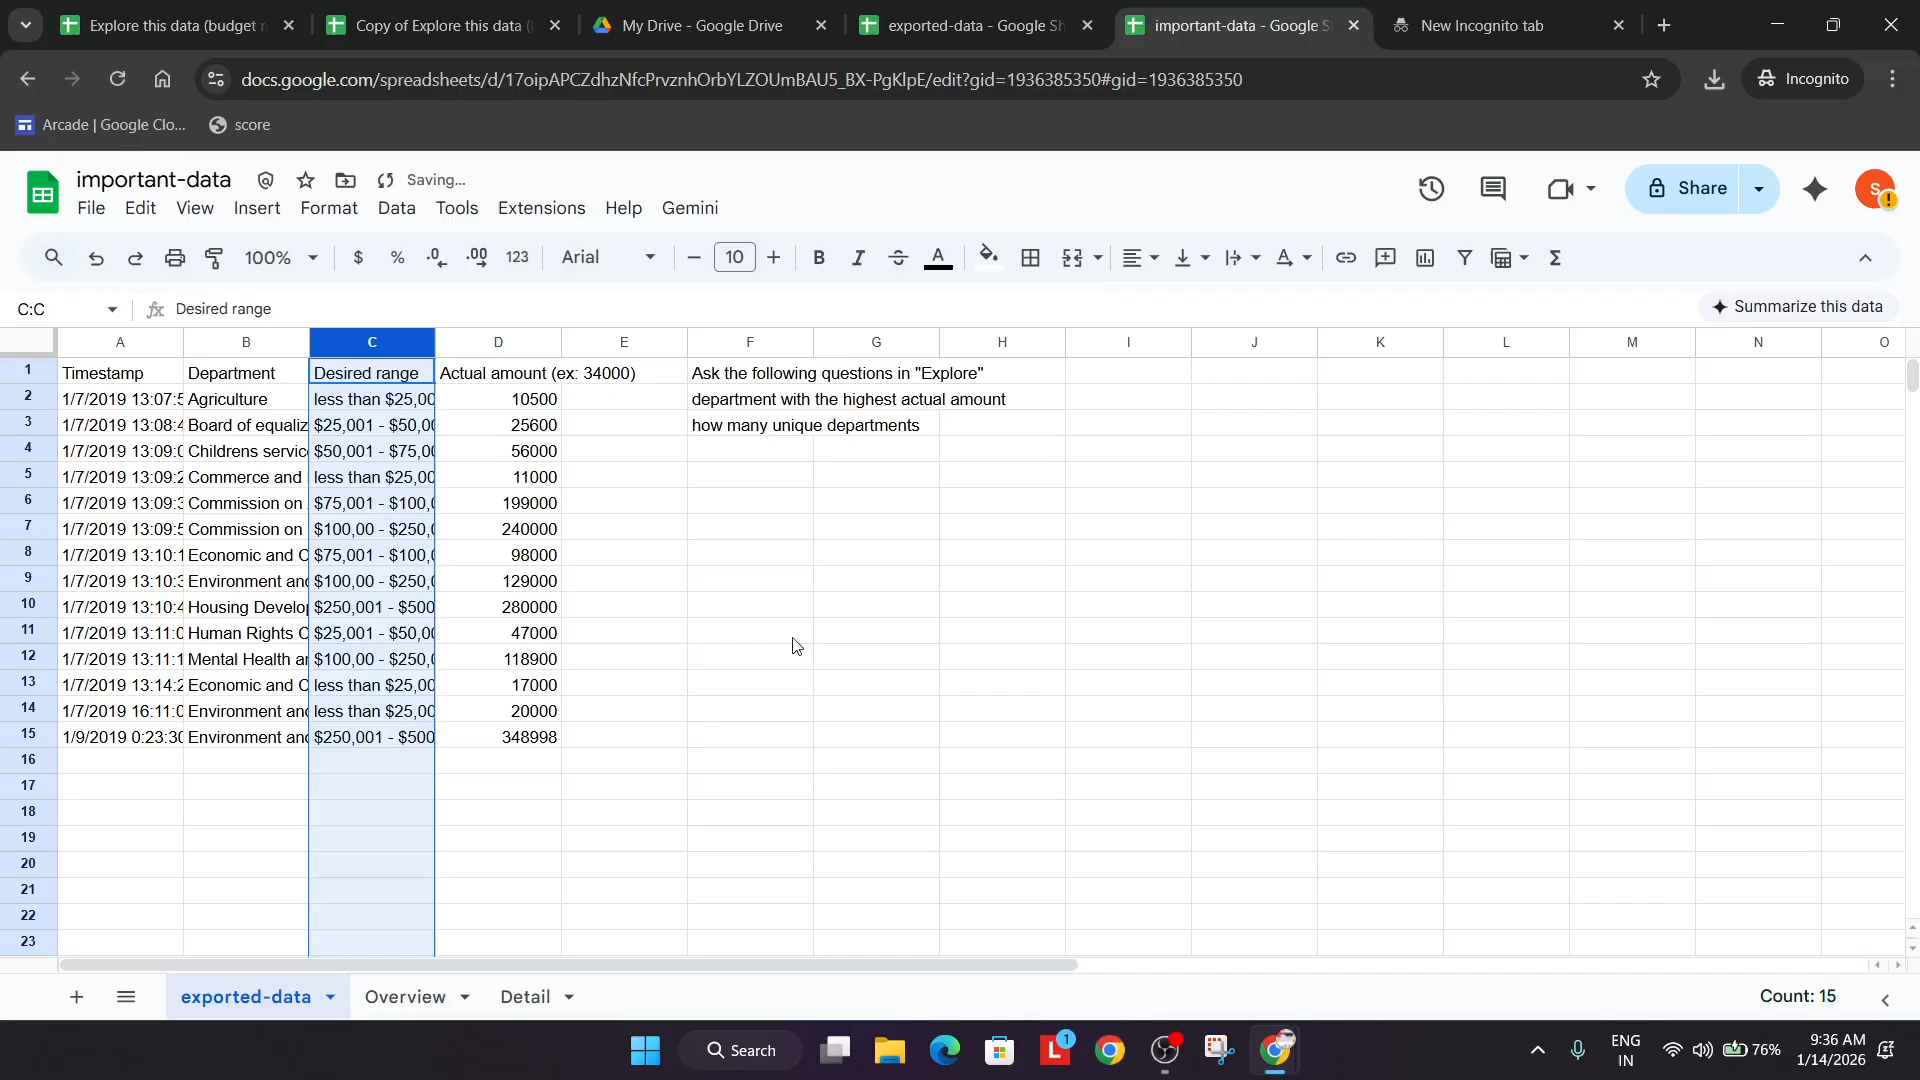 Explore this data (budget r
Copy of Explore this data (
My Drive - Google Drive
exported-data - Google Sh
important-data - Google S
New Incognito tab
docs.google.com/spreadsheets/d/17oipAPCZdhzNfcPrvznhOrbYLZOUmBAU5_BX-PgKlpE/edit?gid=1936385350#gid=1936385350
Incognito
Arcade | Google Clo...
score
important-data
Saving...
File Edit View Insert Format Data Tools Extensions Help Gemini
Share
S
100%
$ % .0 .00 123
Arial
10
B I S A
C:C
fx Desired range
Summarize this data
A B C D E F G H I J K L M N O
1 Timestamp Department Desired range Actual amount (ex: 34000) Ask the following questions in "Explore"
2 1/7/2019 13:07:5 Agriculture less than $25,00 10500 department with the highest actual amount
3 1/7/2019 13:08:4 Board of equaliz $25,001 - $50,00 25600 how many unique departments
4 1/7/2019 13:09:0 Childrens servic $50,001 - $75,00 56000
5 1/7/2019 13:09:2 Commerce and less than $25,00 11000
6 1/7/2019 13:09:3 Commission on $75,001 - $100,0 199000
7 1/7/2019 13:09:5 Commission on $100,00 - $250,0 240000
8 1/7/2019 13:10:1 Economic and C $75,001 - $100,0 98000
9 1/7/2019 13:10:3 Environment and $100,00 - $250,0 129000
10 1/7/2019 13:10:4 Housing Develop $250,001 - $500 280000
11 1/7/2019 13:11:0 Human Rights C $25,001 - $50,00 47000
12 1/7/2019 13:11:1 Mental Health an $100,00 - $250,0 118900
13 1/7/2019 13:14:2 Economic and C less than $25,00 17000
14 1/7/2019 16:11:0 Environment and less than $25,00 20000
15 1/9/2019 0:23:30 Environment and $250,001 - $500 348998
16
17
18
19
20
21
22
23
exported-data
Overview
Detail
Count: 15
Search
1
ENG
IN
76%
9:36 AM
1/14/2026